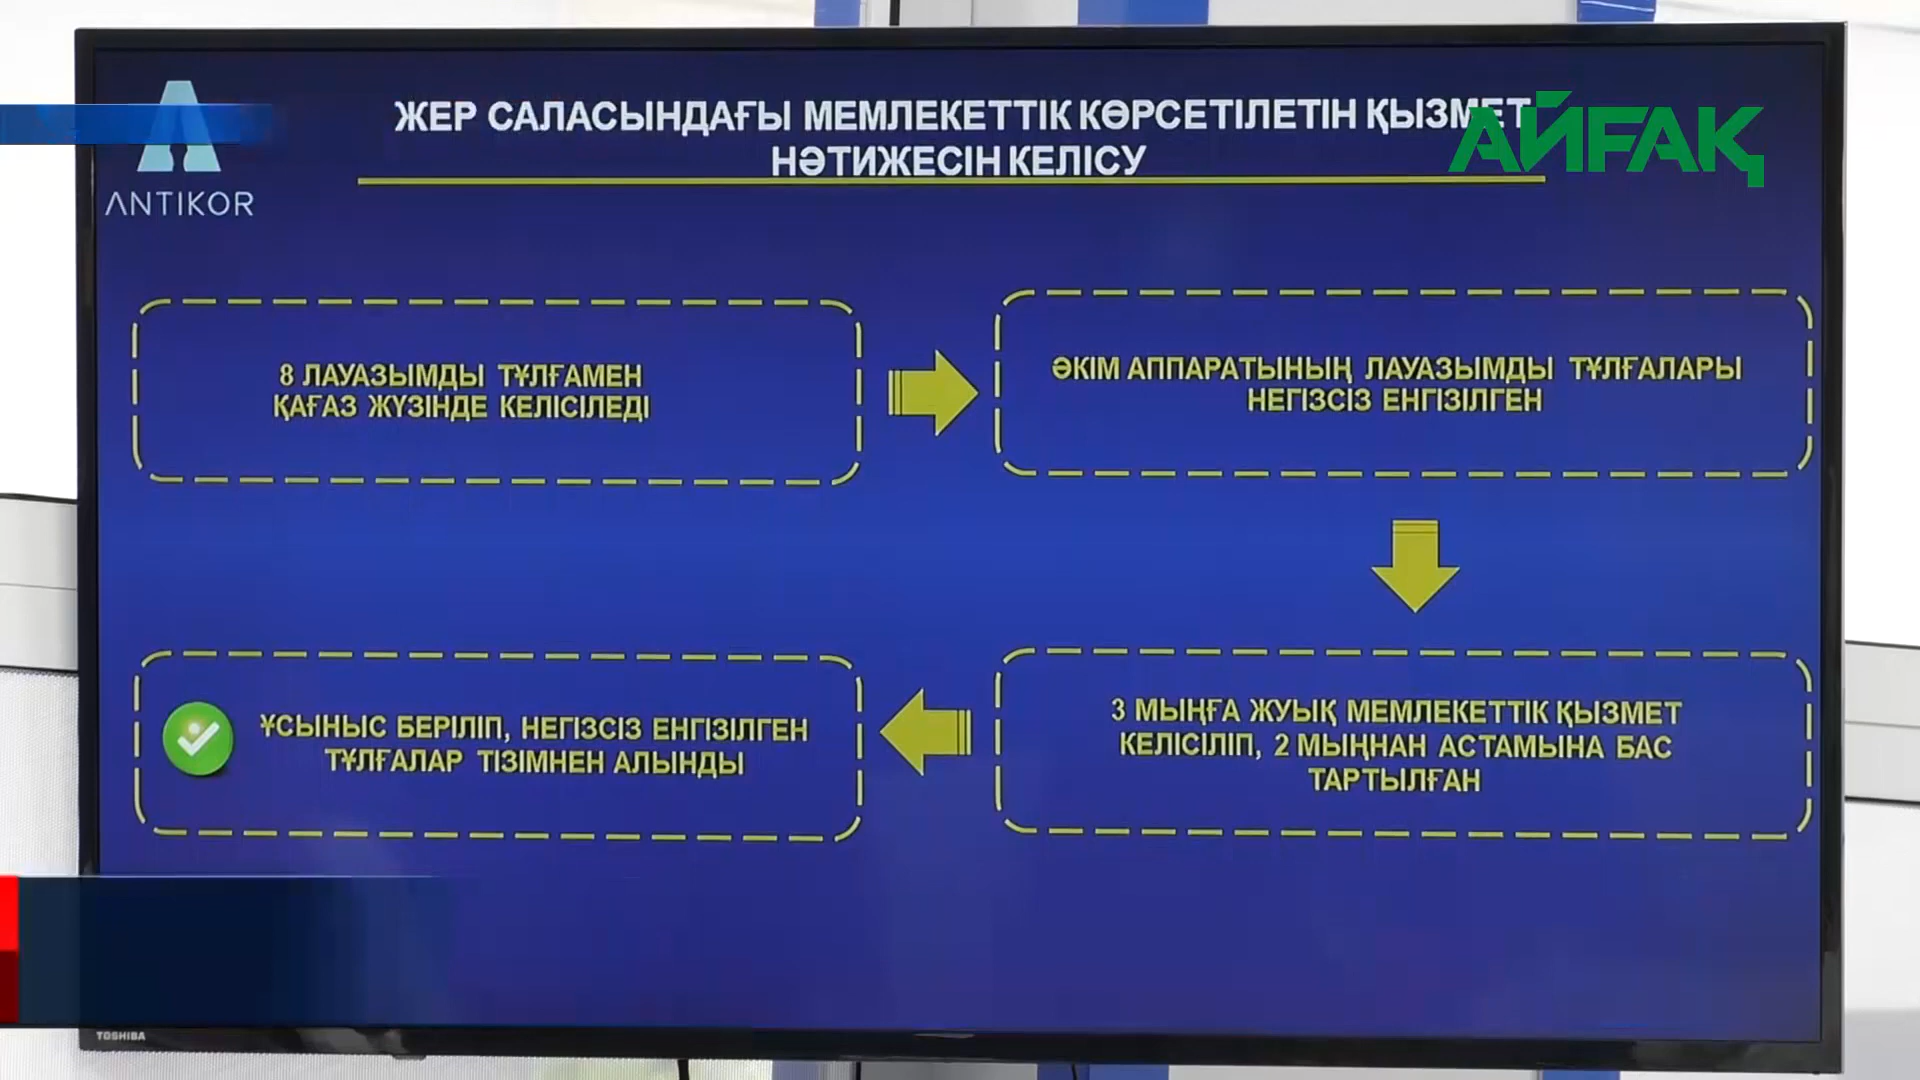 ЖЕР САЛАСЫНДАҒЫ МЕМЛЕКЕТТІК КӨРСЕТІЛЕТІН ҚЫЗМЕТ
НӘТИЖЕСІН КЕЛІСУ
АЙҒАҚ
ANTIKOR
8 ЛАУАЗЫМДЫ ТҰЛҒАМЕН
ҚАҒАЗ ЖҮЗІНДЕ КЕЛІСІЛЕДІ
ӘКІМ АППАРАТЫНЫҢ ЛАУАЗЫМДЫ ТҰЛҒАЛАРЫ
НЕГІЗСІЗ ЕНГІЗІЛГЕН
ҰСЫНЫС БЕРІЛІП, НЕГІЗСІЗ ЕНГІЗІЛГЕН
ТҰЛҒАЛАР ТІЗІМНЕН АЛЫНДЫ
3 МЫҢҒА ЖУЫҚ МЕМЛЕКЕТТІК ҚЫЗМЕТ
КЕЛІСІЛІП, 2 МЫҢНАН АСТАМЫНА БАС
ТАРТЫЛҒАН
TOSHIBA